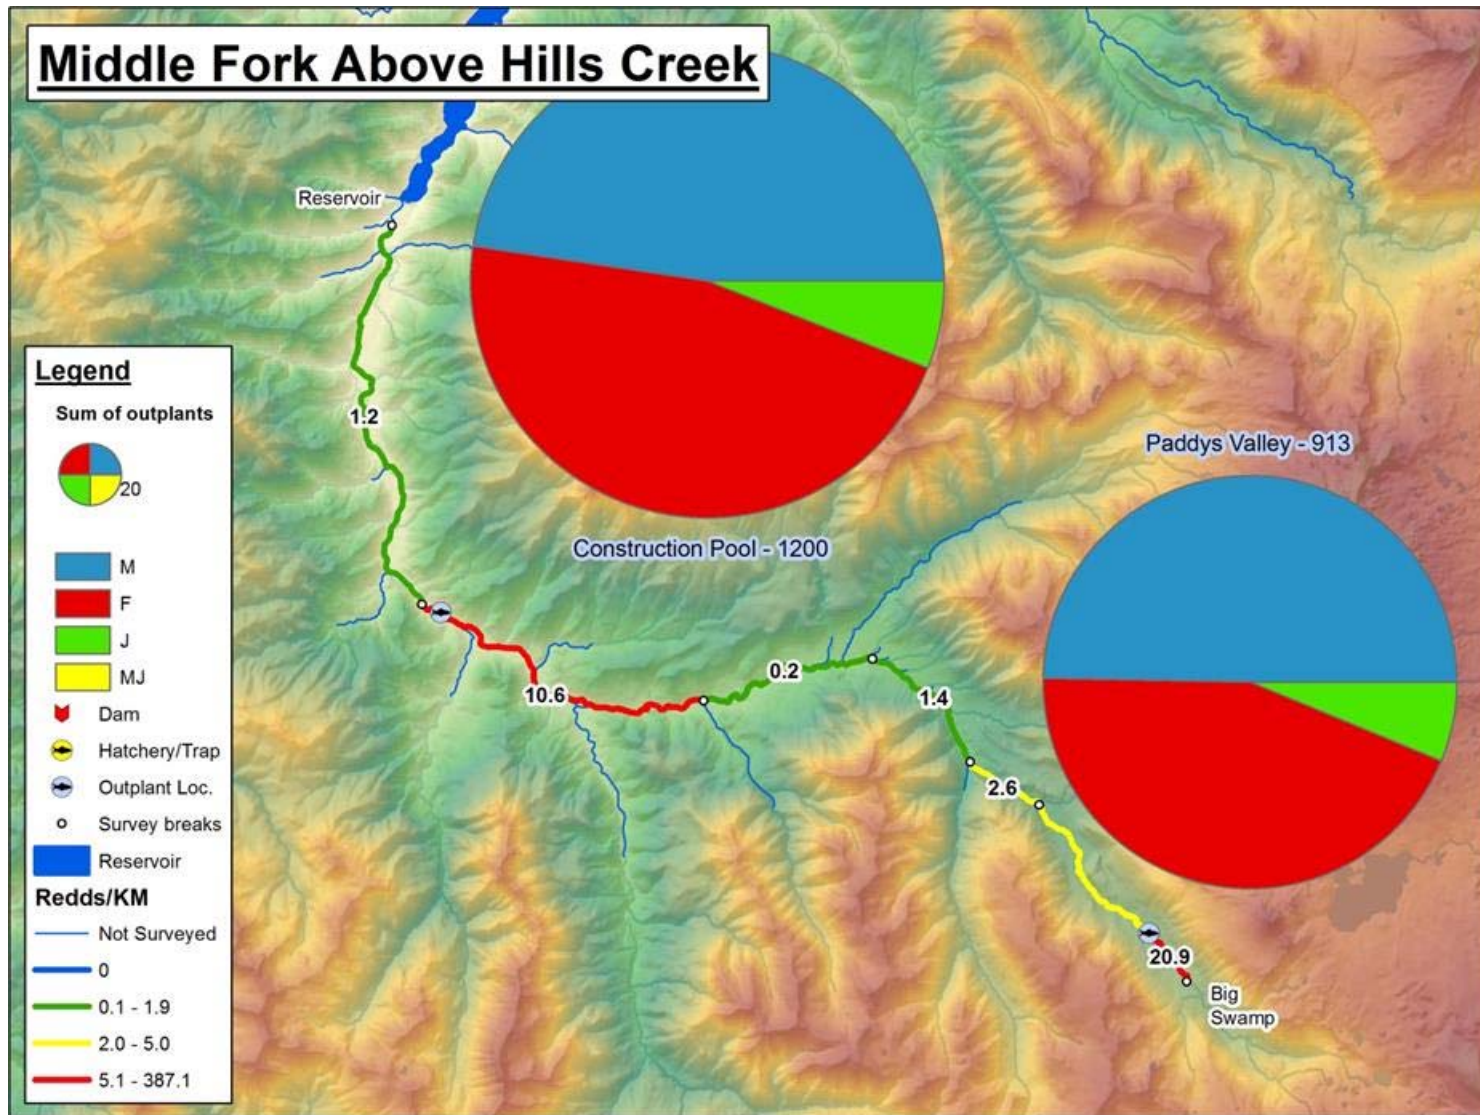 Middle Fork Above Hills Creek
Reservoir
1.2
Construction Pool - 1200
Paddys Valley - 913
10.6
0.2
1.4
2.6
20.9
Big
Swamp
Legend
Sum of outplants
20
M
F
J
MJ
Dam
Hatchery/Trap
Outplant Loc.
Survey breaks
Reservoir
Redds/KM
Not Surveyed
0
0.1 - 1.9
2.0 - 5.0
5.1 - 387.1